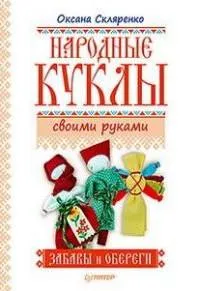 Оксана Скляренко
НАРОДНЫЕ
КУКЛЫ
своими руками
ЗАБАВЫ и ОБЕРЕГИ
ПИТЕР